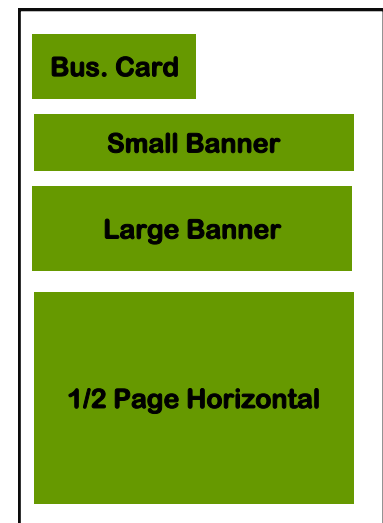 Bus. Card
Small Banner
Large Banner
1/2 Page Horizontal